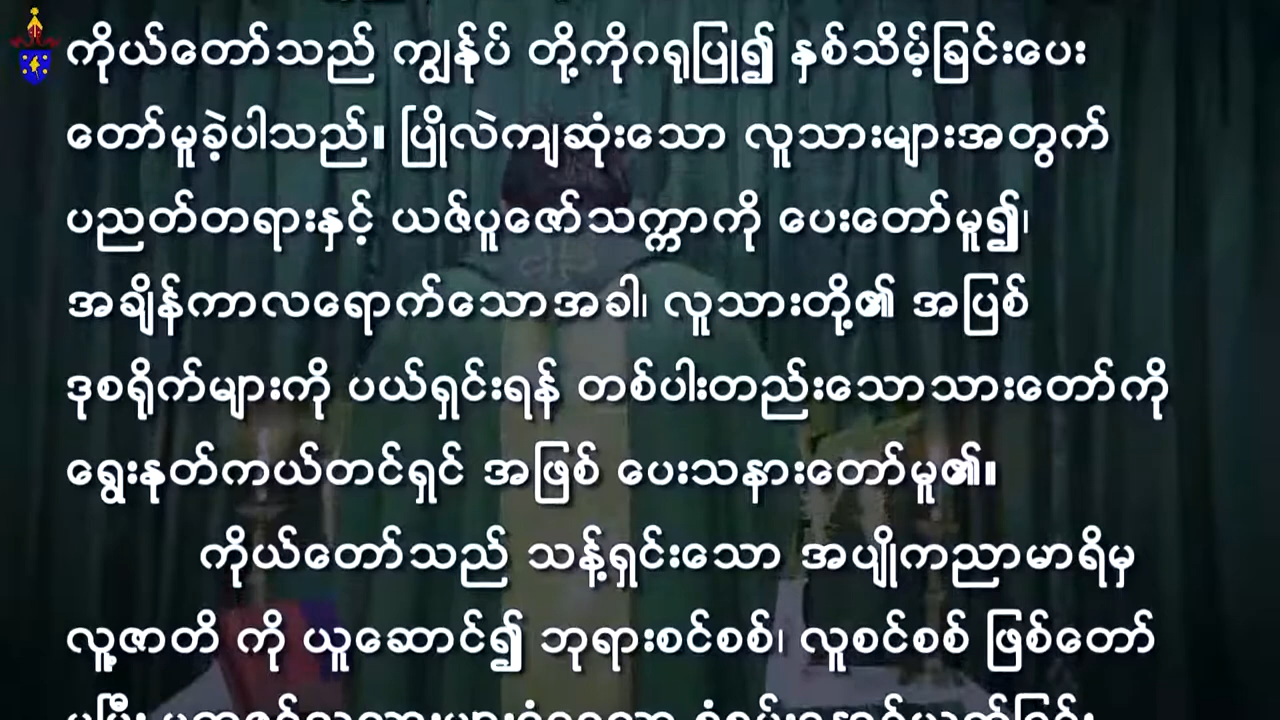 ကိုယ်တော်သည် ကျွန်ုပ် တို့ကိုဂရုပြု၍ နှစ်သိမ့်ခြင်းပေး
တော်မူခဲ့ပါသည်။ ပြိုလဲကျဆုံးသော လူသားများအတွက်
ပညတ်တရားနှင့် ယဇ်ပူဇော်သက္ကာကို ပေးတော်မူ၍၊
အချိန်ကာလရောက်သောအခါ၊ လူသားတို့၏ အပြစ်
ဒုစရိုက်များကို ပယ်ရှင်းရန် တစ်ပါးတည်းသောသားတော်ကို
ရွေးနုတ်ကယ်တင်ရှင် အဖြစ် ပေးသနားတော်မူ၏။
ကိုယ်တော်သည် သန့်ရှင်းသော အပျိုကညာမာရိမှ
လူ့ဇာတိ ကို ယူဆောင်၍ ဘုရားစင်စစ်၊ လူစင်စစ် ဖြစ်တော်